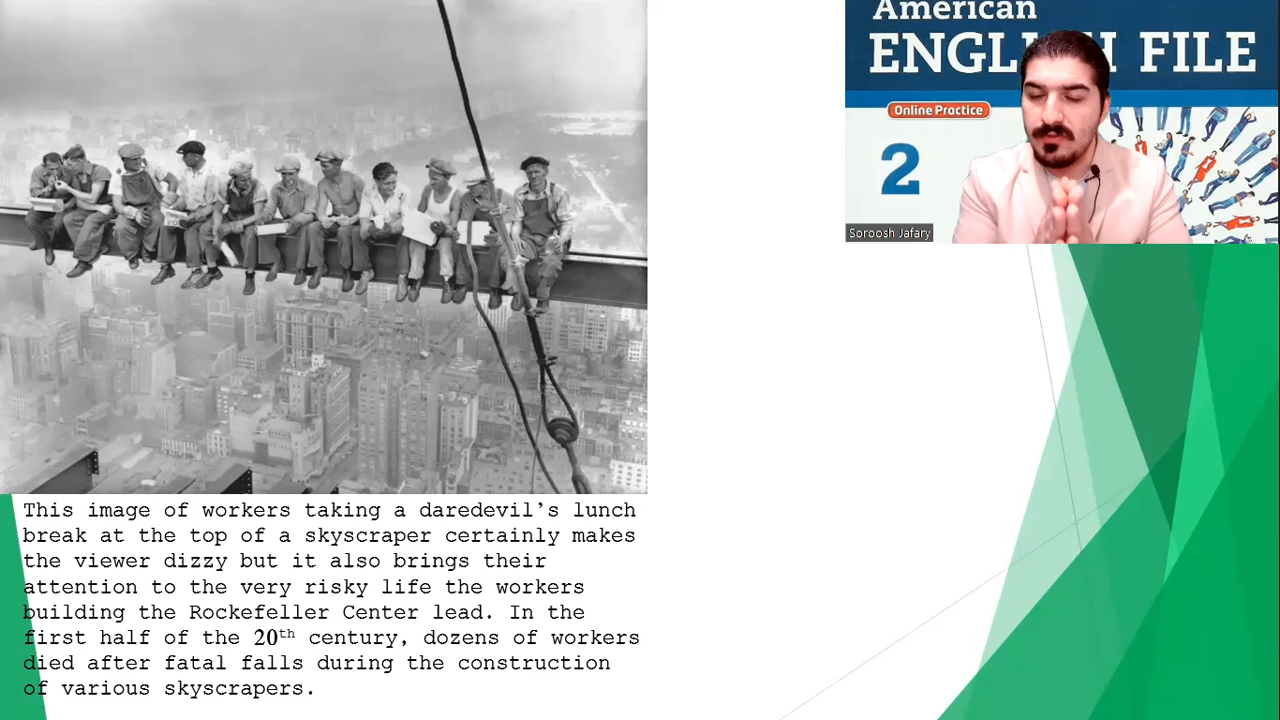 American
ENGL H FILE
Online Practice
2
Soroosh Jafary
This image of workers taking a daredevil’s lunch
break at the top of a skyscraper certainly makes
the viewer dizzy but it also brings their
attention to the very risky life the workers
building the Rockefeller Center lead. In the
first half of the 20th century, dozens of workers
died after fatal falls during the construction
of various skyscrapers.